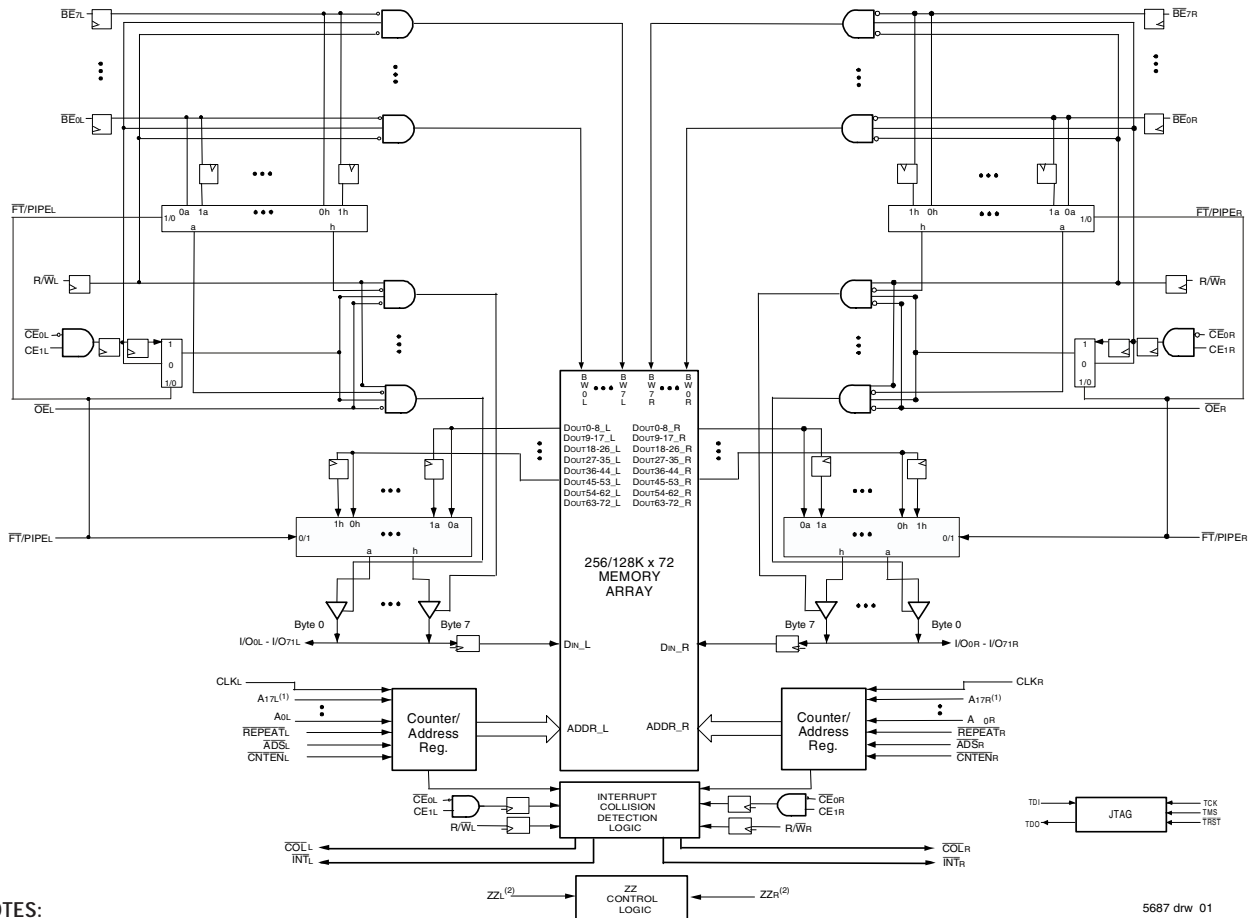 BE7L
BE7R
BE0L
BE0R
0a 1a ••• 0h 1h
1h 0h ••• 1a 0a
FT/PIPEL
1/0
1/0
FT/PIPER
a h
h a
R/WL
R/WR
CE0L
CE1L
1
0
1/0
1
0
1/0
CE0R
CE1R
OEL
OER
BW0L ••• BW7L BW7R ••• BW0R
DOUT0-8_L DOUT0-8_R
DOUT9-17_L DOUT9-17_R
DOUT18-26_L DOUT18-26_R
DOUT27-35_L DOUT27-35_R
DOUT36-44_L DOUT36-44_R
DOUT45-53_L DOUT45-53_R
DOUT54-62_L DOUT54-62_R
DOUT63-72_L DOUT63-72_R
1h 0h 1a 0a
0a 1a 0h 1h
FT/PIPEL
0/1
0/1
FT/PIPER
a h
h a
256/128K x 72
MEMORY
ARRAY
Byte 0 Byte 7
Byte 7 Byte 0
I/O0L - I/O71L
DIN_L
DIN_R
I/O0R - I/O71R
CLKL
A17L(1)
A0L
REPEATL
ADSL
CNTENL
Counter/
Address
Reg.
ADDR_L
ADDR_R
Counter/
Address
Reg.
CLKR
A17R(1)
A 0R
REPEATR
ADSR
CNTENR
CE0L
CE1L
R/WL
INTERRUPT
COLLISION
DETECTION
LOGIC
CE0R
CE1R
R/WR
TDI
TDO
JTAG
TCK
TMS
TRST
COLL
INTL
COLR
INTR
ZZL(2)
ZZ
CONTROL
LOGIC
ZZR(2)
OTES:
5687 drw 01